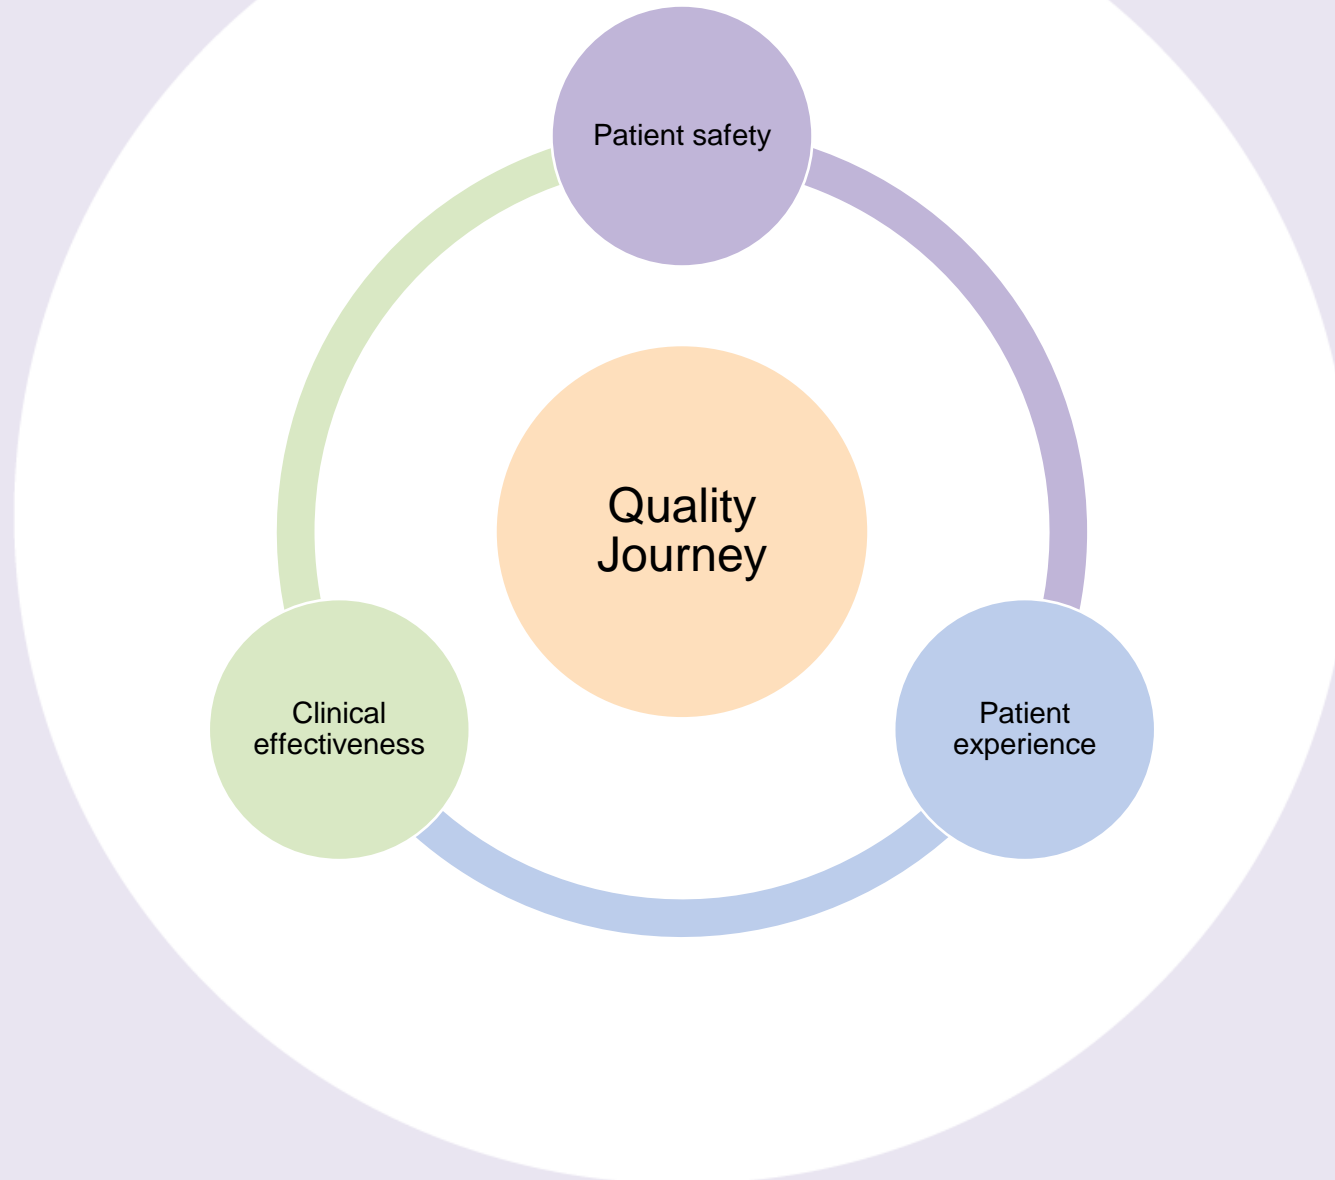 Patient safety
Quality
Journey
Clinical
effectiveness
Patient
experience